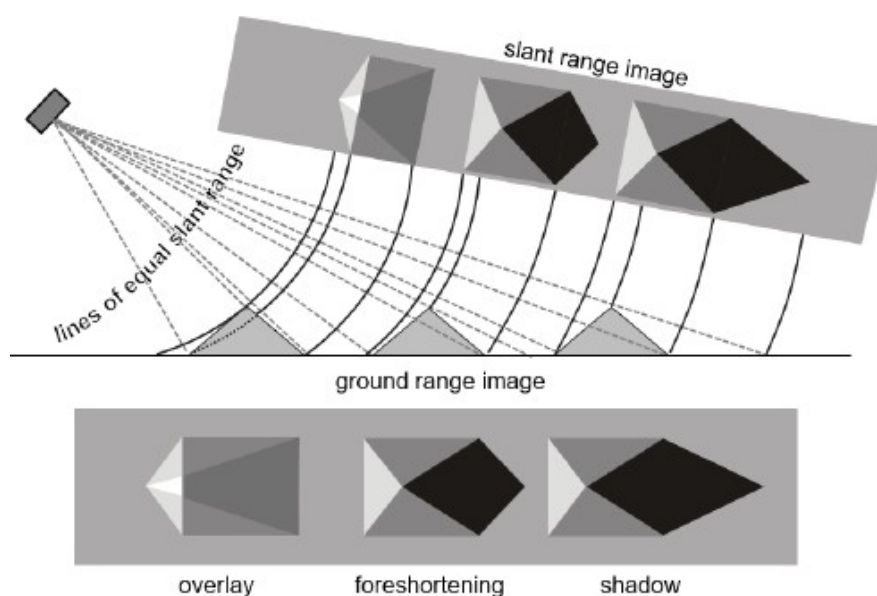 slant range image
lines of equal slant range
ground range image
overlay
foreshortening
shadow